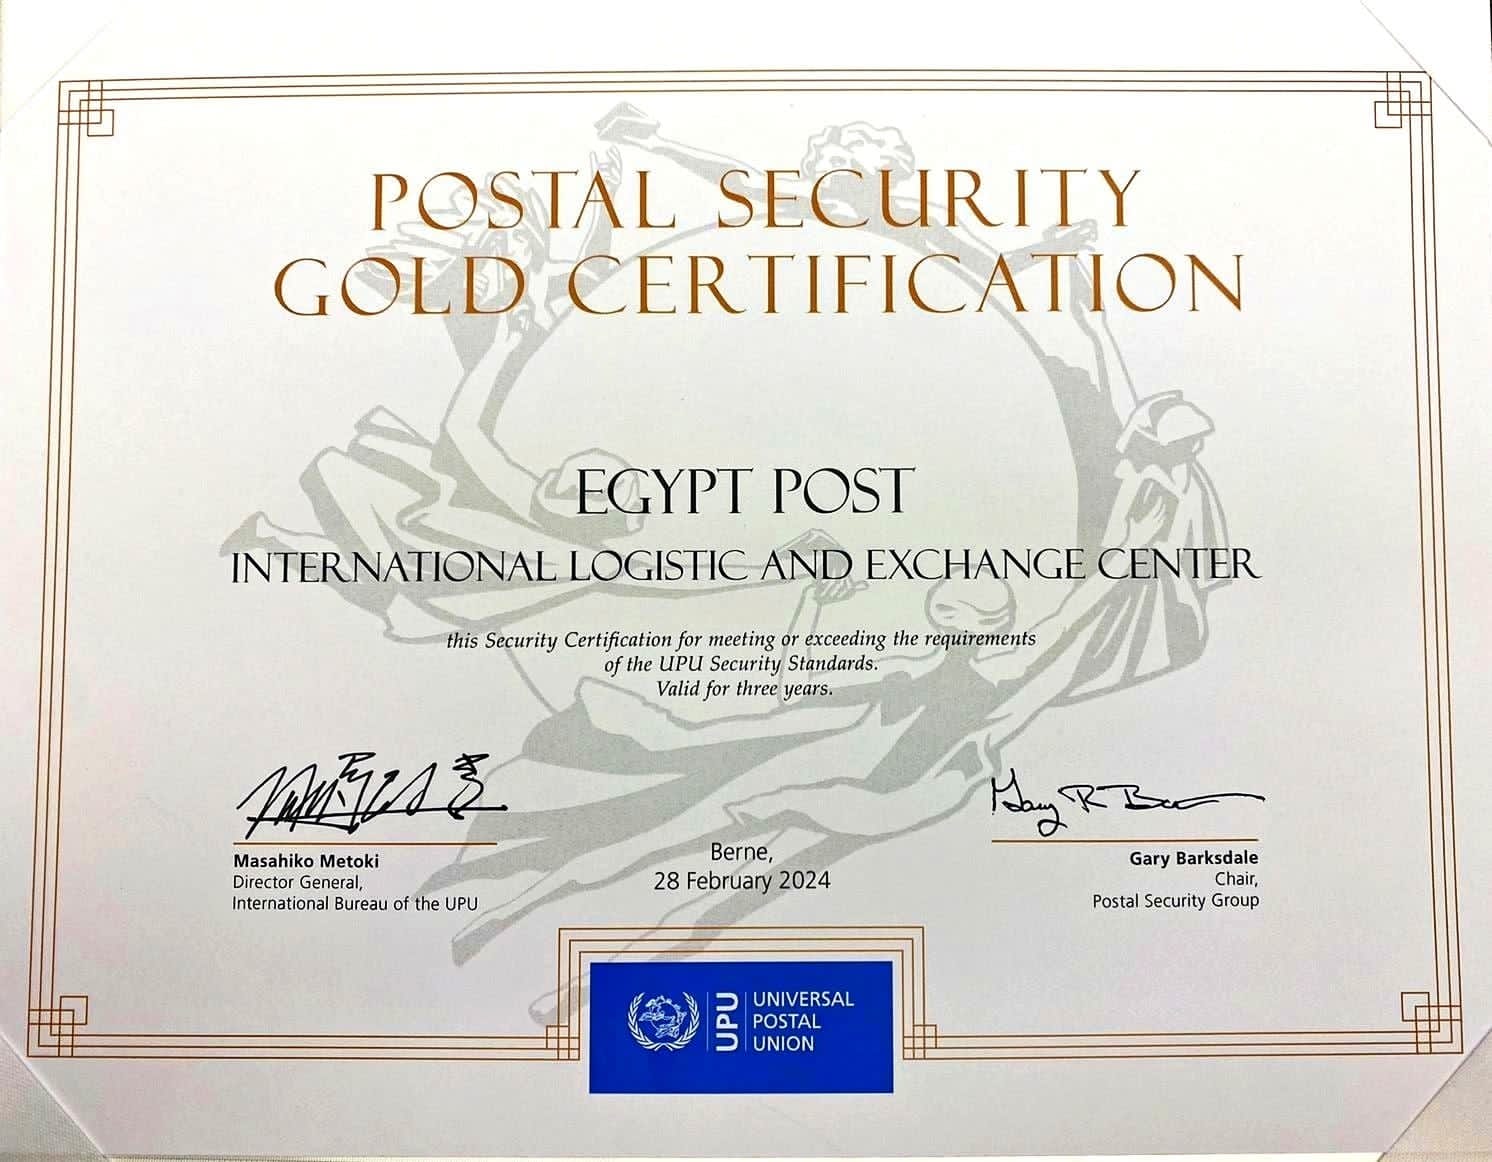 POSTAL SECURITY
GOLD CERTIFICATION
EGYPT POST
INTERNATIONAL LOGISTIC AND EXCHANGE CENTER
this Security Certification for meeting or exceeding the requirements
of the UPU Security Standards.
Valid for three years.
Masahiko Metoki
Director General,
International Bureau of the UPU
Berne,
28 February 2024
Gary R Ba
Gary Barksdale
Chair,
Postal Security Group
UPU
UNIVERSAL
POSTAL
UNION